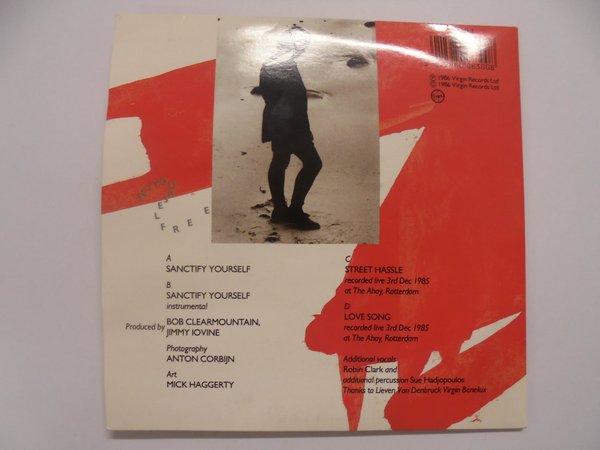 ℗ 1986 Virgin Records Ltd
© 1986 Virgin Records Ltd
Virgin
SET YOURSELF FREE
A
SANCTIFY YOURSELF
B
SANCTIFY YOURSELF
instrumental
Produced by BOB CLEARMOUNTAIN,
JIMMY IOVINE
Photography
ANTON CORBIJN
Art
MICK HAGGERTY
C
STREET HASSLE
recorded live 3rd Dec 1985
at The Ahoy, Rotterdam
D
LOVE SONG
recorded live 3rd Dec 1985
at The Ahoy, Rotterdam
Additional vocals
Robin Clark and
additional percussion Sue Hadjopoulos
Thanks to Lieven Van Denbruck Virgin Benelux